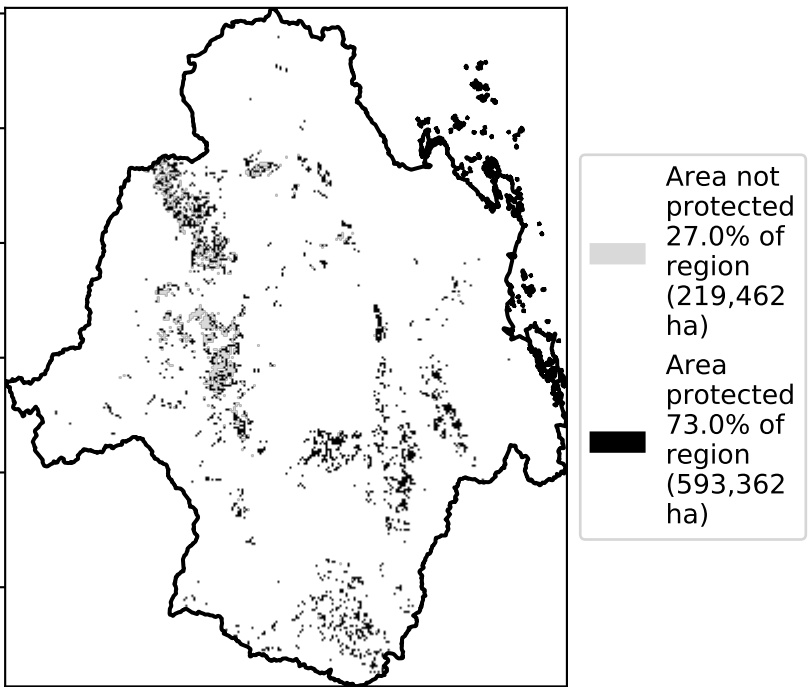 Area not
protected
27.0% of
region
(219,462
ha)
Area
protected
73.0% of
region
(593,362
ha)